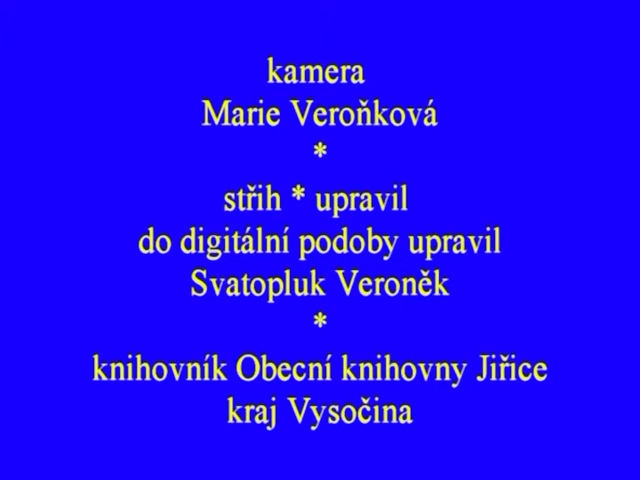 kamera
Marie Veroňková
*
střih * upravil
do digitální podoby upravil
Svatopluk Veroněk
*
knihovník Obecní knihovny Jiřice
kraj Vysočina